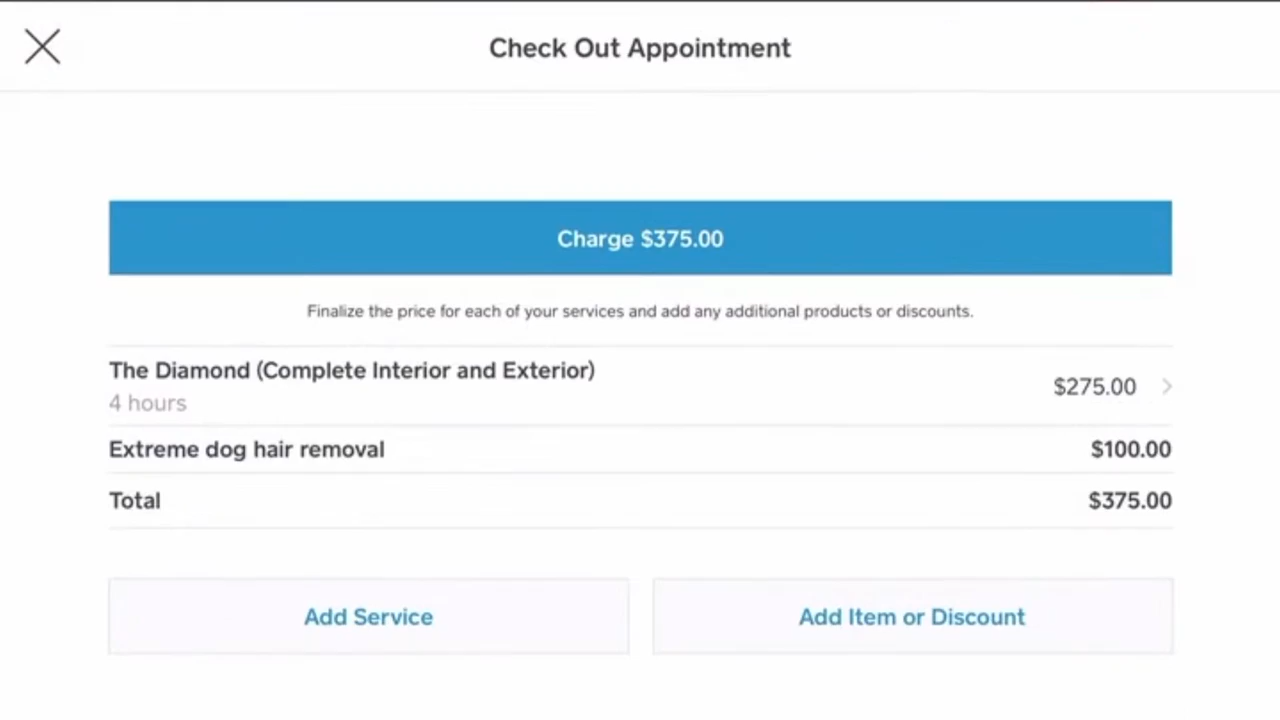 Check Out Appointment
Charge $375.00
Finalize the price for each of your services and add any additional products or discounts.
The Diamond (Complete Interior and Exterior)
4 hours
$275.00
Extreme dog hair removal $100.00
Total $375.00
Add Service
Add Item or Discount